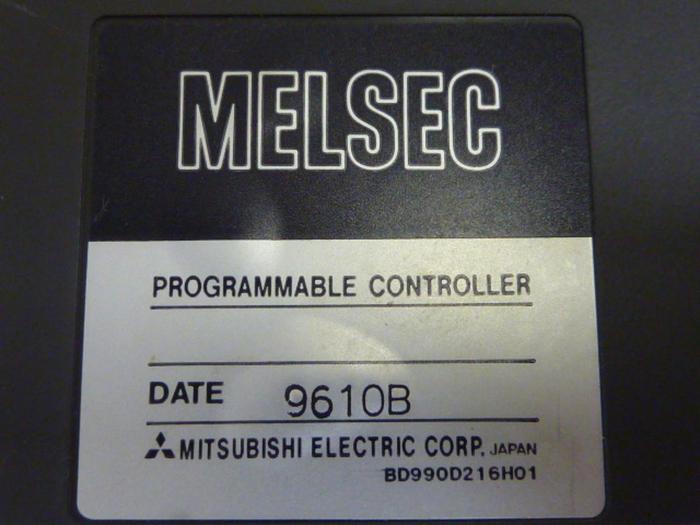 MELSEC
PROGRAMMABLE CONTROLLER
DATE 9610B
MITSUBISHI ELECTRIC CORP. JAPAN
BD990D216H01